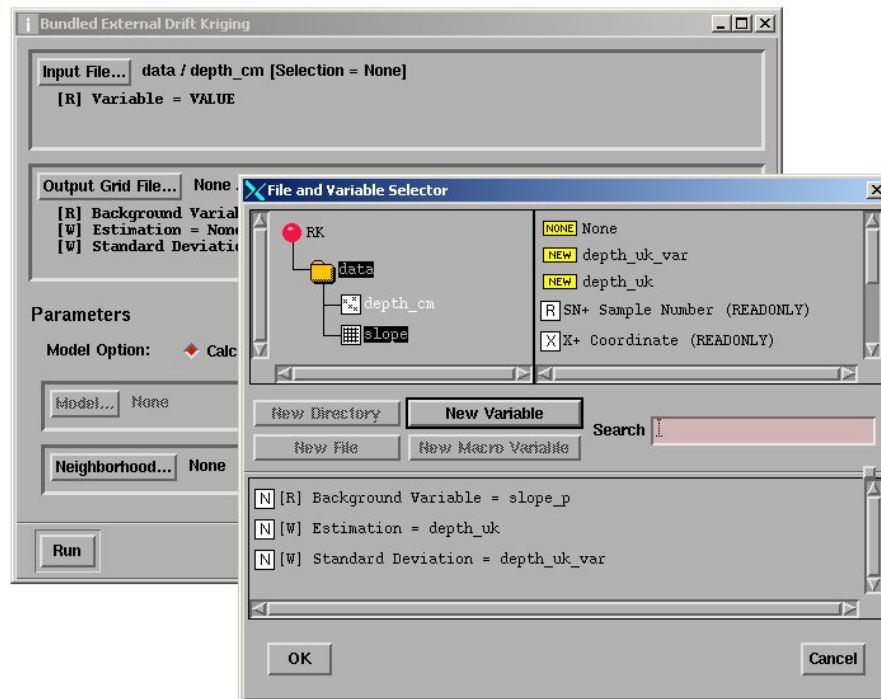 Bundled External Drift Kriging
Input File... data / depth_cm [Selection = None]
[R] Variable = VALUE
Output Grid File... None
[R] Background Variab
[W] Estimation = None
[W] Standard Deviatio
Parameters
Model Option: Calc
Model... None
Neighborhood... None
Run
File and Variable Selector
RK
data
depth_cm
slope
NONE None
NEW depth_uk_var
NEW depth_uk
R SN+ Sample Number (READONLY)
X X+ Coordinate (READONLY)
New Directory New Variable
New File New Macro Variable
Search
N [R] Background Variable = slope_p
N [W] Estimation = depth_uk
N [W] Standard Deviation = depth_uk_var
OK Cancel